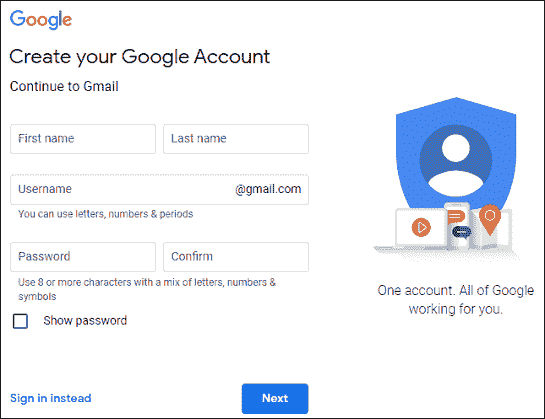 Google
Create your Google Account
Continue to Gmail
First name
Last name
Username
@gmail.com
You can use letters, numbers & periods
Password
Confirm
Use 8 or more characters with a mix of letters, numbers &
symbols
Show password
One account. All of Google
working for you.
Sign in instead
Next